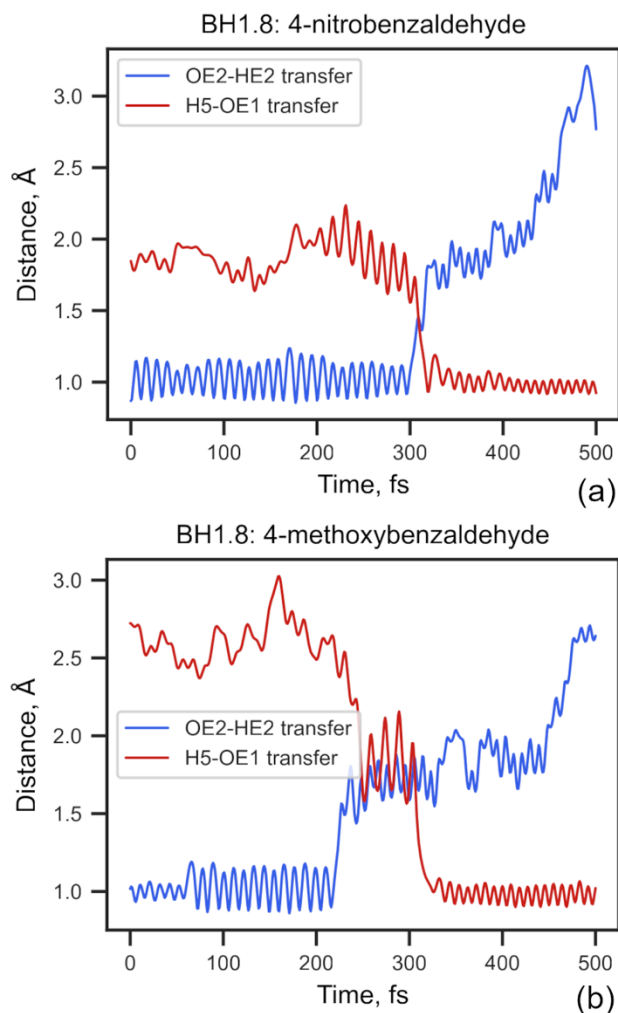 BH1.8: 4-nitrobenzaldehyde
OE2-HE2 transfer
H5-OE1 transfer
Distance, Å
3.0
2.5
2.0
1.5
1.0
0 100 200 300 400 500
Time, fs
(a)
BH1.8: 4-methoxybenzaldehyde
3.0
2.5
2.0
1.5
1.0
Distance, Å
OE2-HE2 transfer
H5-OE1 transfer
0 100 200 300 400 500
Time, fs
(b)